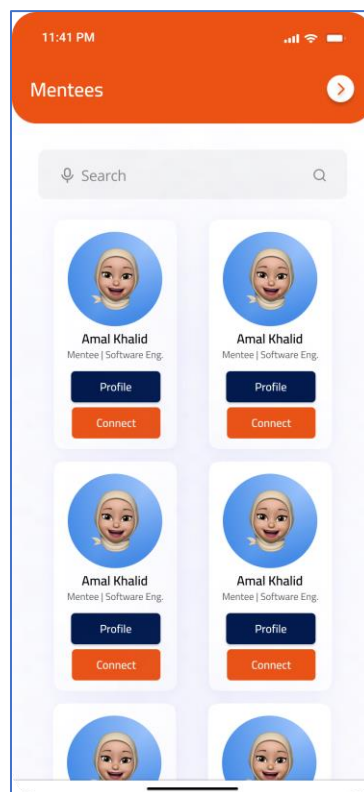 11:41 PM
Mentees
Search
Amal Khalid
Mentee | Software Eng.
Profile
Connect
Amal Khalid
Mentee | Software Eng.
Profile
Connect
Amal Khalid
Mentee | Software Eng.
Profile
Connect
Amal Khalid
Mentee | Software Eng.
Profile
Connect